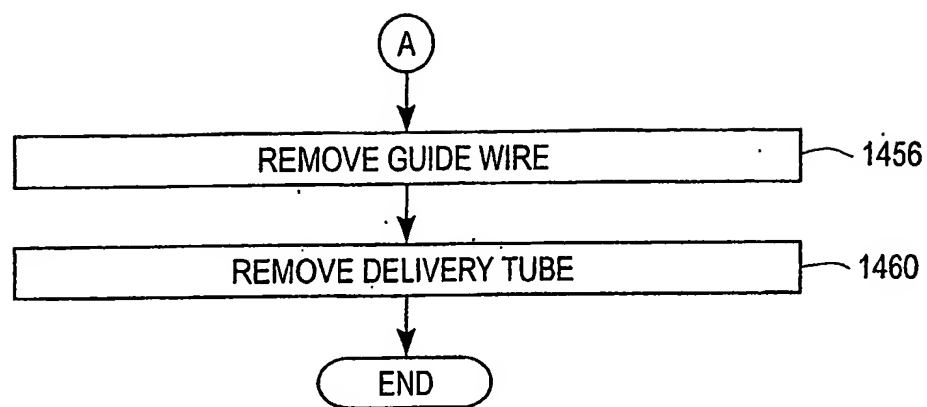 A
REMOVE GUIDE WIRE
1456
REMOVE DELIVERY TUBE
1460
END